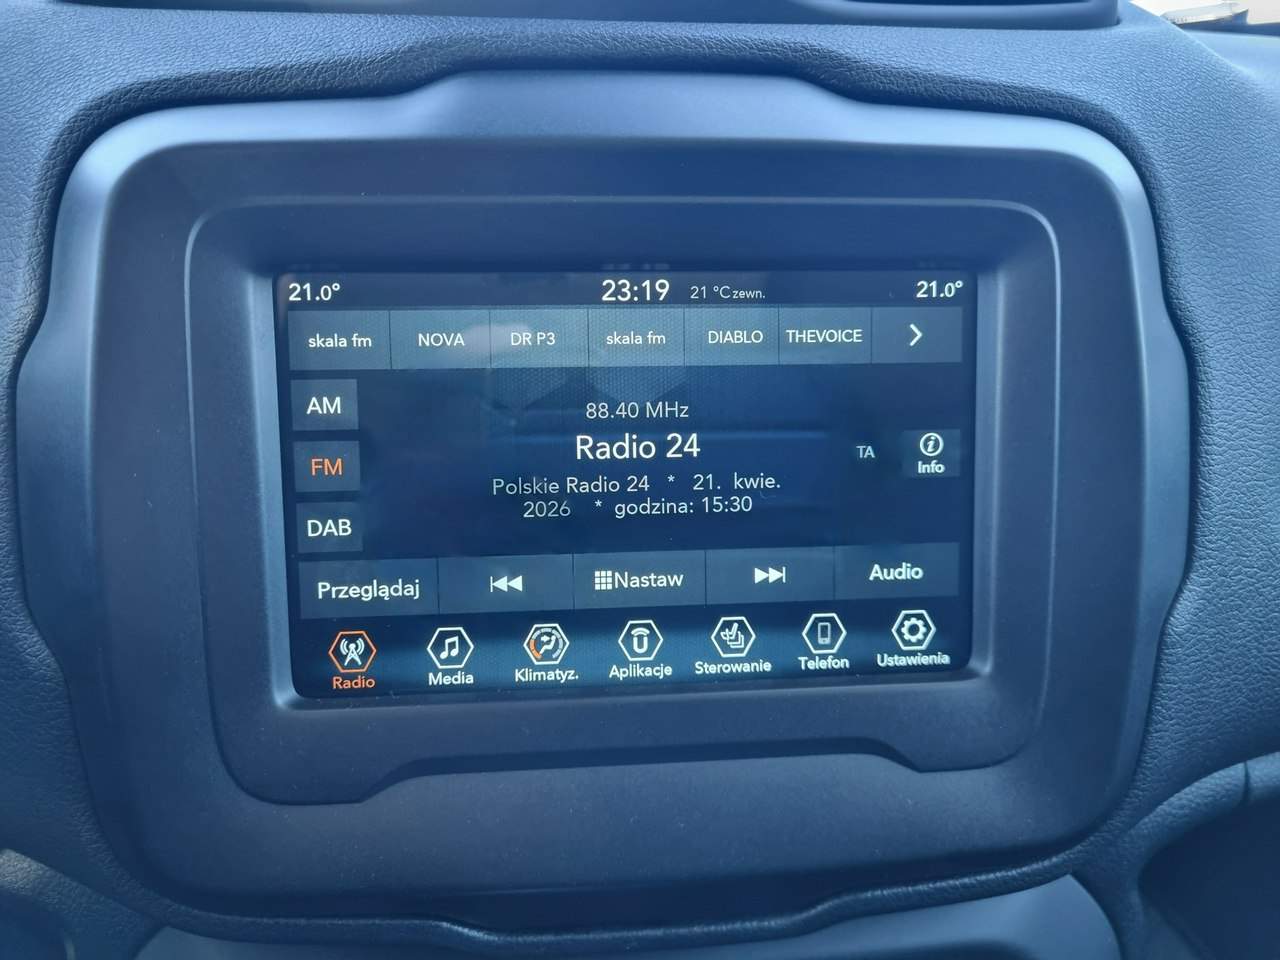 21.0° 23:19 21 °Czewn. 21.0°
skala fm NOVA DR P3 skala fm DIABLO THEVOICE
AM
88.40 MHz
Radio 24
FM
TA
Info
Polskie Radio 24 * 21. kwie.
2026 * godzina: 15:30
DAB
Przeglądaj Nastaw Audio
Radio Media Klimatyz. Aplikacje Sterowanie Telefon Ustawienia